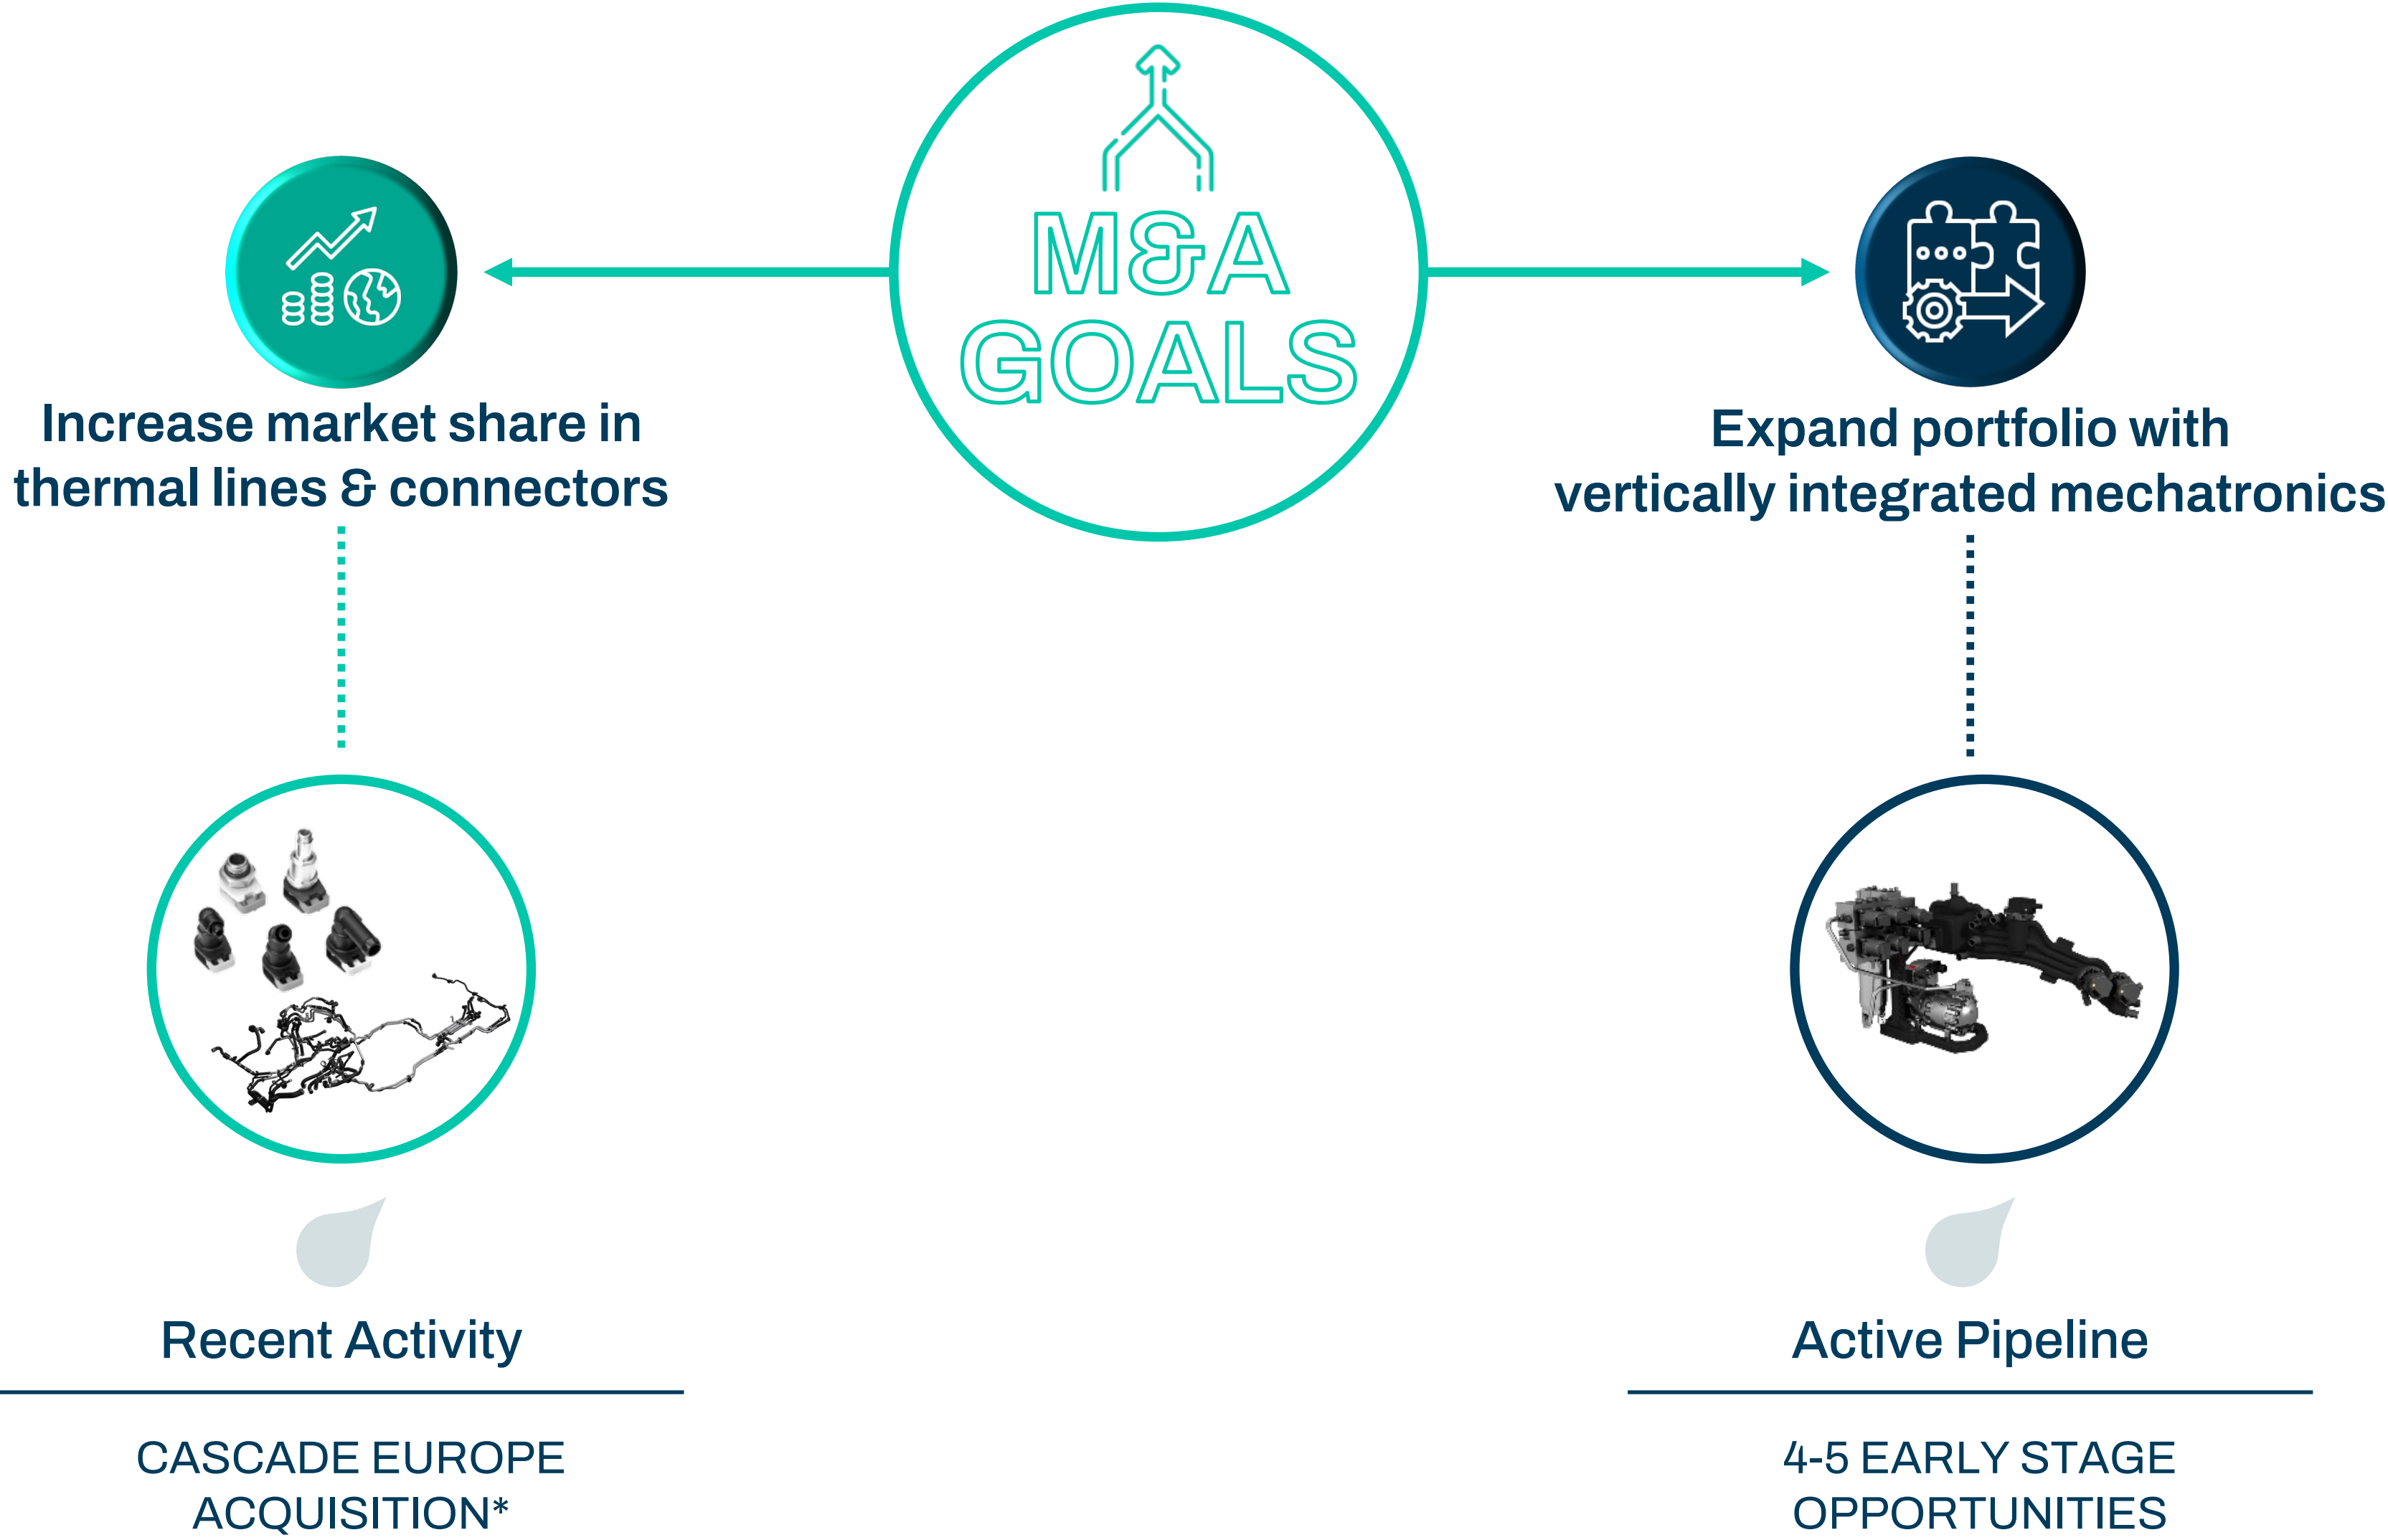 M&A
GOALS
Increase market share in
thermal lines & connectors
Expand portfolio with
vertically integrated mechatronics
Recent Activity
CASCADE EUROPE
ACQUISITION*
Active Pipeline
4-5 EARLY STAGE
OPPORTUNITIES